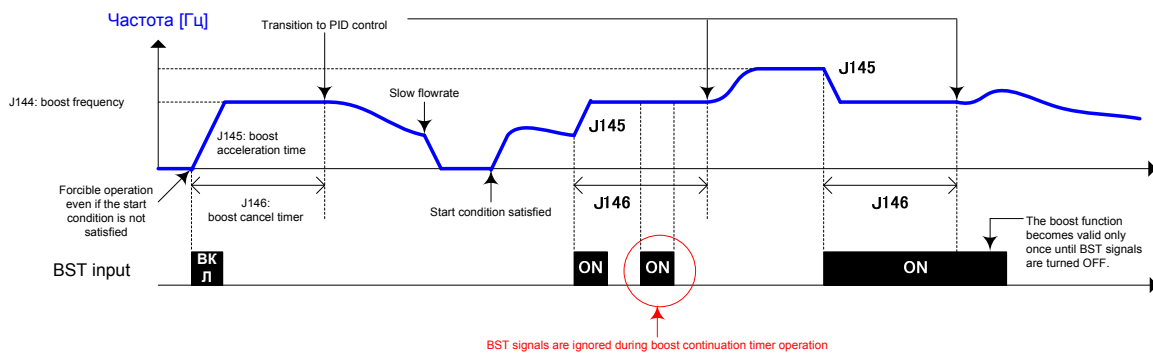 Частота [Гц]
Transition to PID control
J145
J144: boost frequency
Slow flowrate
J145: boost
acceleration time
J145
Forcible operation
even if the start
condition is not
satisfied
J146:
boost cancel timer
Start condition satisfied
J146
J146
The boost function
becomes valid only
once until BST signals
are turned OFF.
BST input
ВК
Л
ON
ON
ON
BST signals are ignored during boost continuation timer operation